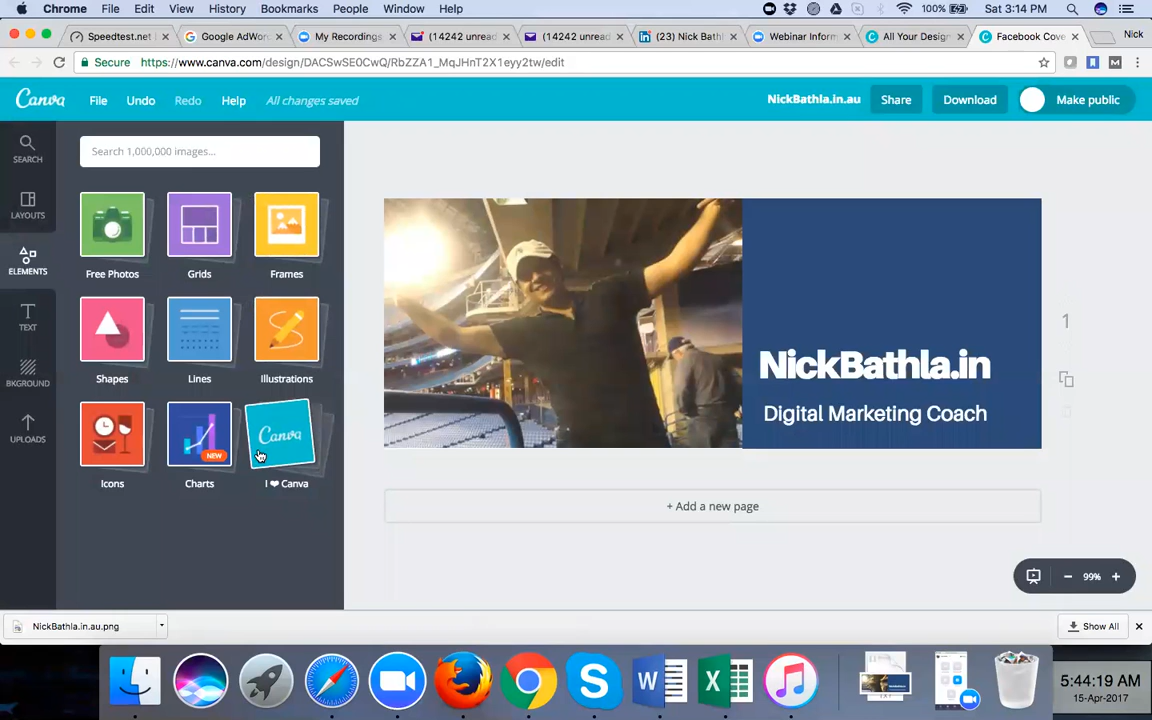 Chrome File Edit View History Bookmarks People Window Help
100% Sat 3:14 PM
Speedtest.net
Google AdWor
My Recordings
(14242 unrea
(14242 unrea
(23) Nick Bath
Webinar Inform
All Your Desig
Facebook Cove
Nick
Secure https://www.canva.com/design/DACSwSE0CwQ/RbZZA1_MqJHnT2X1eyy2tw/edit
Canva File Undo Redo Help All changes saved NickBathla.in.au Share Download Make public
SEARCH
LAYOUTS
ELEMENTS
TEXT
BKGROUND
UPLOADS
Search 1,000,000 images...
Free Photos Grids Frames
Shapes Lines Illustrations
NEW
Canva
Icons Charts I ❤ Canva
NickBathla.in
Digital Marketing Coach
1
+ Add a new page
99%
NickBathla.in.au.png
Show All
W X
5:44:19 AM
15-Apr-2017